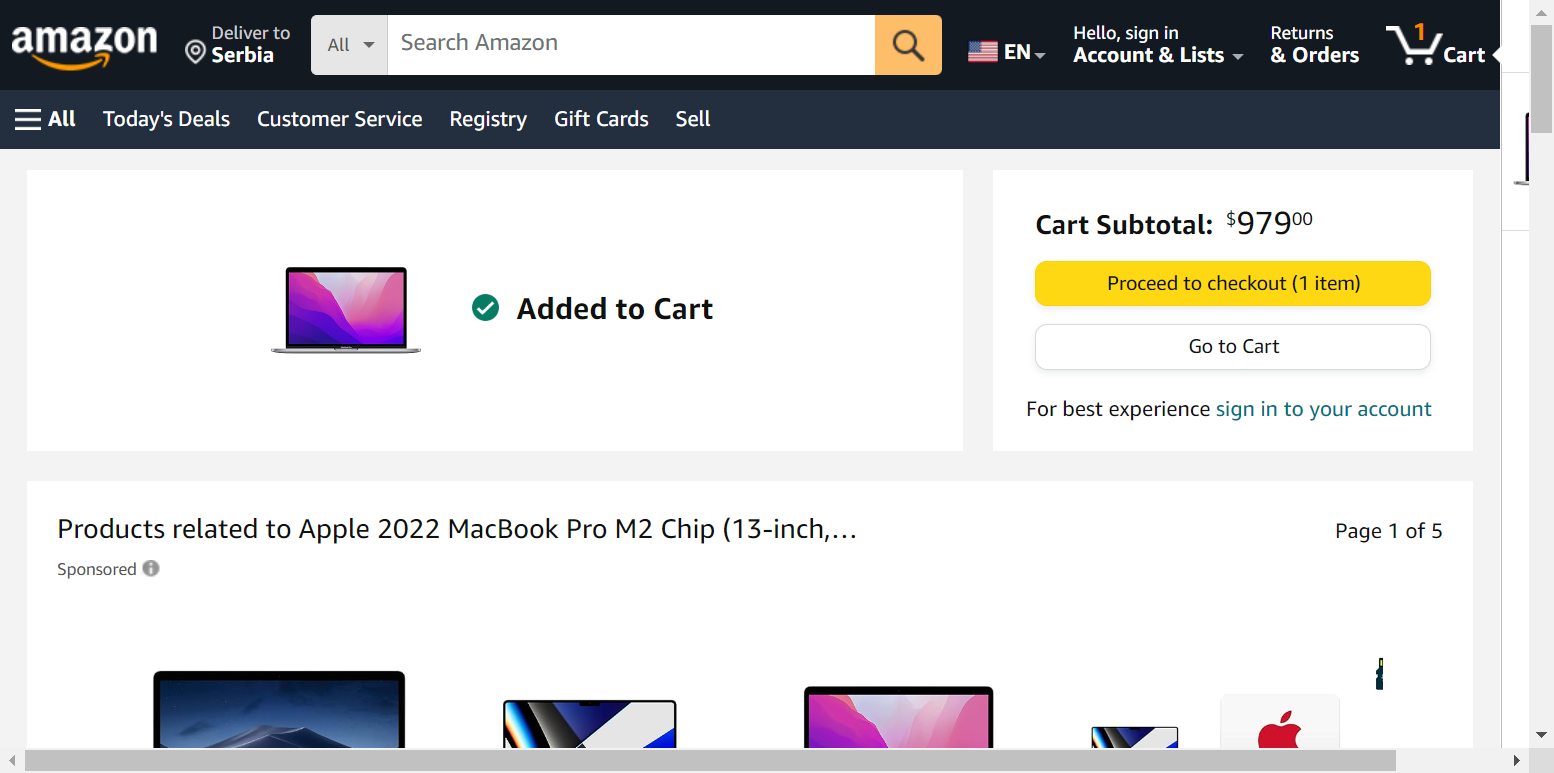 amazon
Deliver to
Serbia
All
Search Amazon
EN
Hello, sign in
Account & Lists
Returns
& Orders
1
Cart
All
Today's Deals
Customer Service
Registry
Gift Cards
Sell
Added to Cart
Cart Subtotal: $97900
Proceed to checkout (1 item)
Go to Cart
For best experience sign in to your account
Products related to Apple 2022 MacBook Pro M2 Chip (13-inch,…
Page 1 of 5
Sponsored